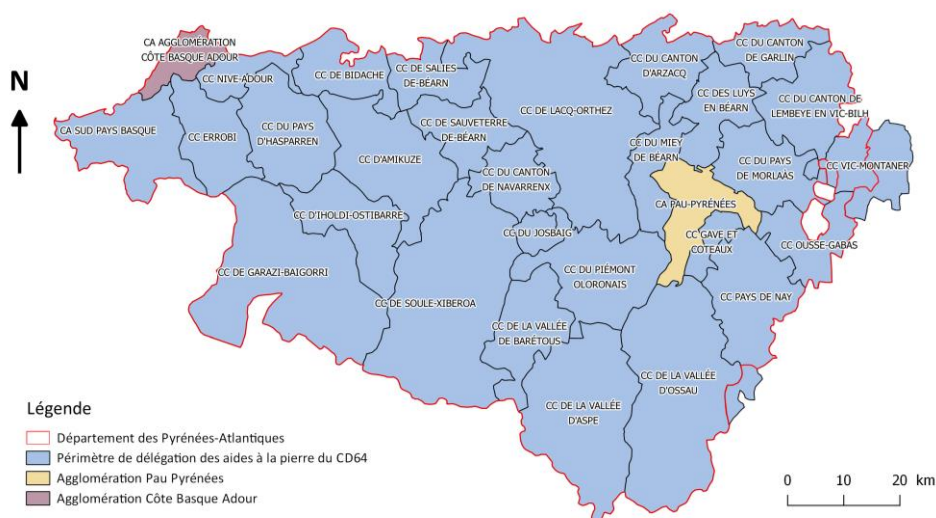 CA AGGLOMÉRATION
CÔTE BASQUE ADOUR
CC NIVE-ADOUR
CC DE BIDACHE
CC DE SALIES
DE-BÉARN
CC DU CANTON
D'ARZACQ
CC DU CANTON
DE GARLIN
N
CC DES LUYS
EN BÉARN
CC DU CANTON DE
LEMBEYE EN VIC-BILH
CA SUD PAYS BASQUE
CC ERROBI
CC DU PAYS
D'HASPARREN
CC DE SAUVETERRE
DE-BÉARN
CC DE LACQ-ORTHEZ
CC D'AMIKUZE
CC DU MIEY
DE BÉARN
CC DU PAYS
DE MORLAÀS
CC VIC-MONTANER
CC DU CANTON
DE NAVARRENX
CA PAU-PYRÉNÉES
CC D'IHOLDI-OSTIBARRE
CC DU JOSBAIG
CC GAVE ET
COTEAUX
CC OUSSE-GABAS
CC DE GARAZI-BAIGORRI
CC DU PIÉMONT
OLORONAIS
CC DE SOULE-XIBEROA
CC PAYS DE NAY
CC DE LA VALLÉE
DE BARÉTOUS
CC DE LA VALLÉE
D'OSSAU
CC DE LA VALLÉE
D'ASPE
Légende
Département des Pyrénées-Atlantiques
Périmètre de délégation des aides à la pierre du CD64
Agglomération Pau Pyrénées
Agglomération Côte Basque Adour
0 10 20 km